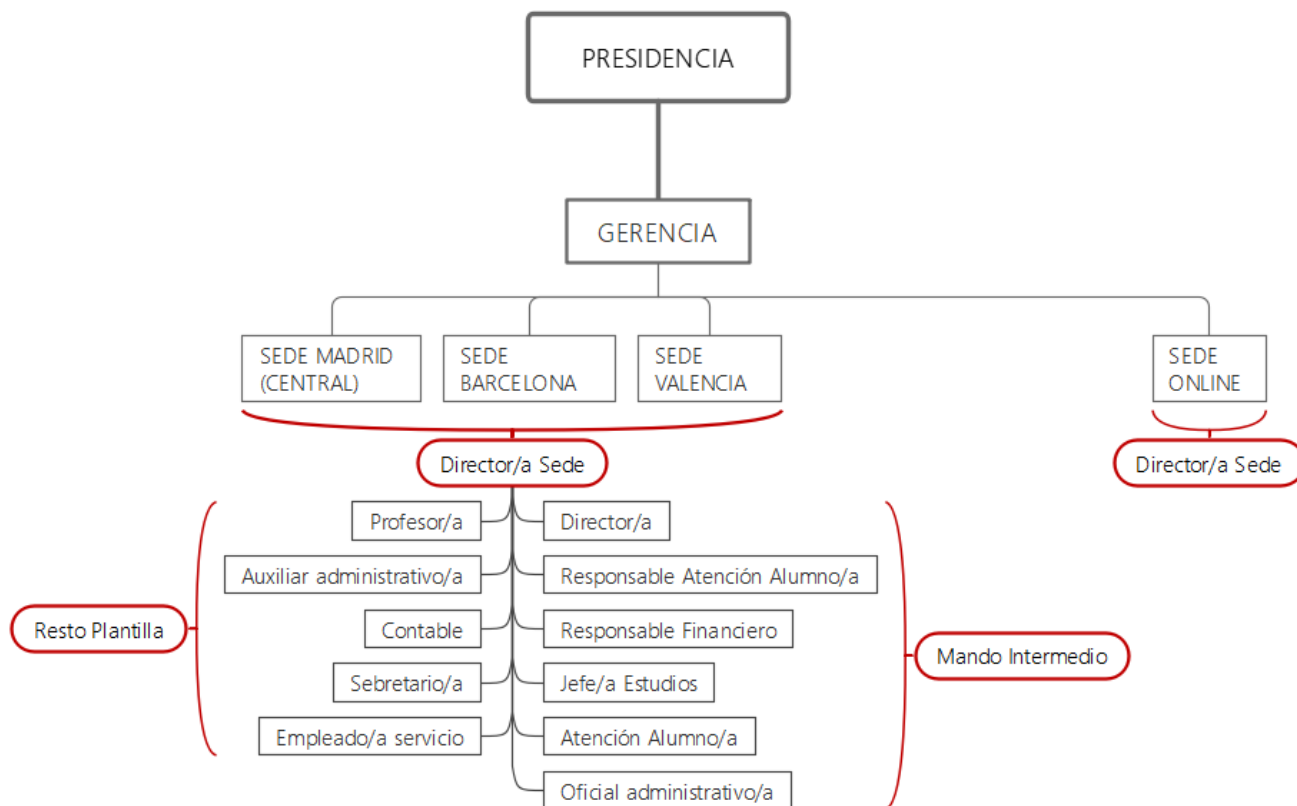 PRESIDENCIA
GERENCIA
SEDE MADRID
(CENTRAL)
SEDE
BARCELONA
SEDE
VALENCIA
SEDE
ONLINE
Director/a Sede
Director/a Sede
Profesor/a
Director/a
Auxiliar administrativo/a
Responsable Atención Alumno/a
Resto Plantilla
Contable
Responsable Financiero
Mando Intermedio
Sebretario/a
Jefe/a Estudios
Empleado/a servicio
Atención Alumno/a
Oficial administrativo/a